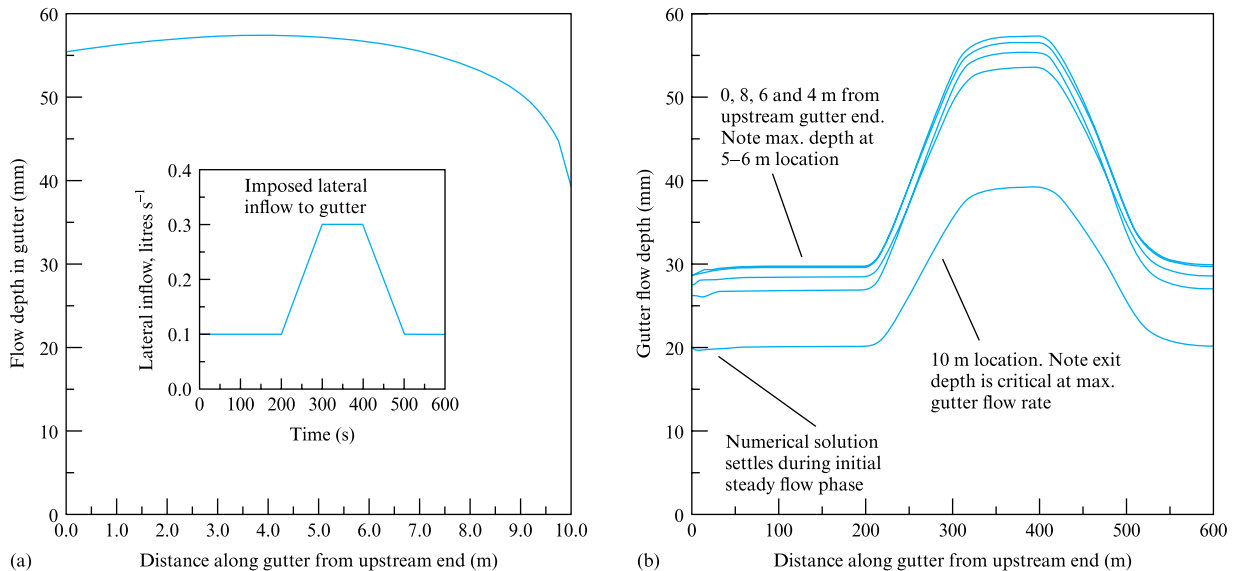 60
50
40
30
20
10
0
Flow depth in gutter (mm)
0.0 1.0 2.0 3.0 4.0 5.0 6.0 7.0 8.0 9.0 10.0
(a)
Distance along gutter from upstream end (m)
Imposed lateral
inflow to gutter
0.4
0.3
0.2
0.1
0.0
Lateral inflow, litres s⁻¹
0 100 200 300 400 500 600
Time (s)
60
50
40
30
20
10
0
Gutter flow depth (mm)
0, 8, 6 and 4 m from
upstream gutter end.
Note max. depth at
5–6 m location
10 m location. Note exit
depth is critical at max.
gutter flow rate
Numerical solution
settles during initial
steady flow phase
0 100 200 300 400 500 600
(b)
Distance along gutter from upstream end (m)